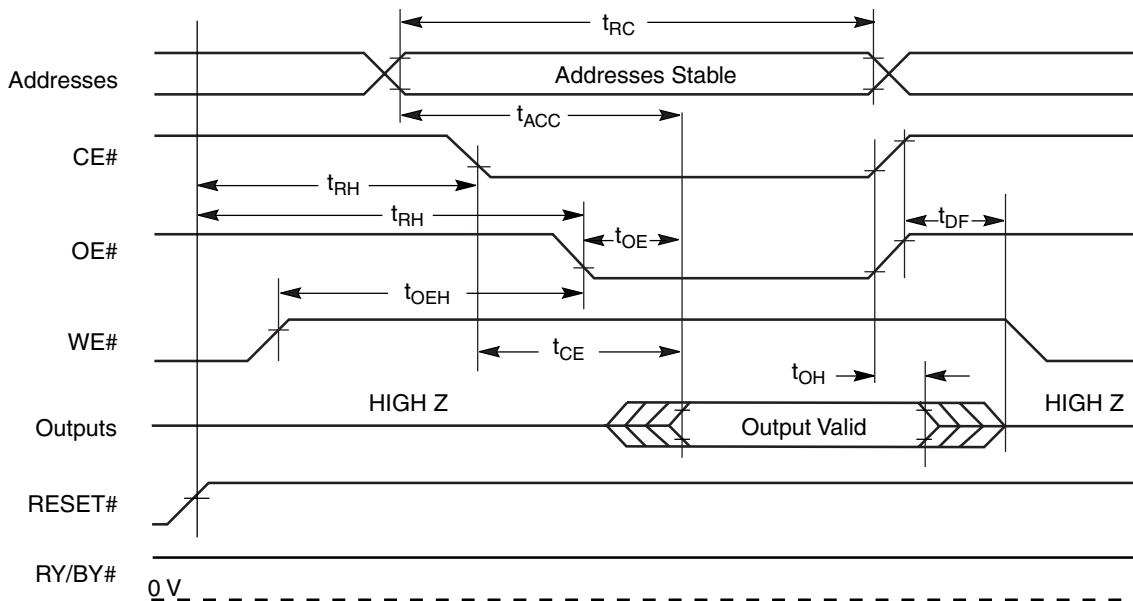 tRC
Addresses
Addresses Stable
tACC
CE#
tRH
tRH
tDF
OE#
tOE
tOEH
WE#
tCE
tOH
HIGH Z
HIGH Z
Outputs
Output Valid
RESET#
RY/BY#
0 V